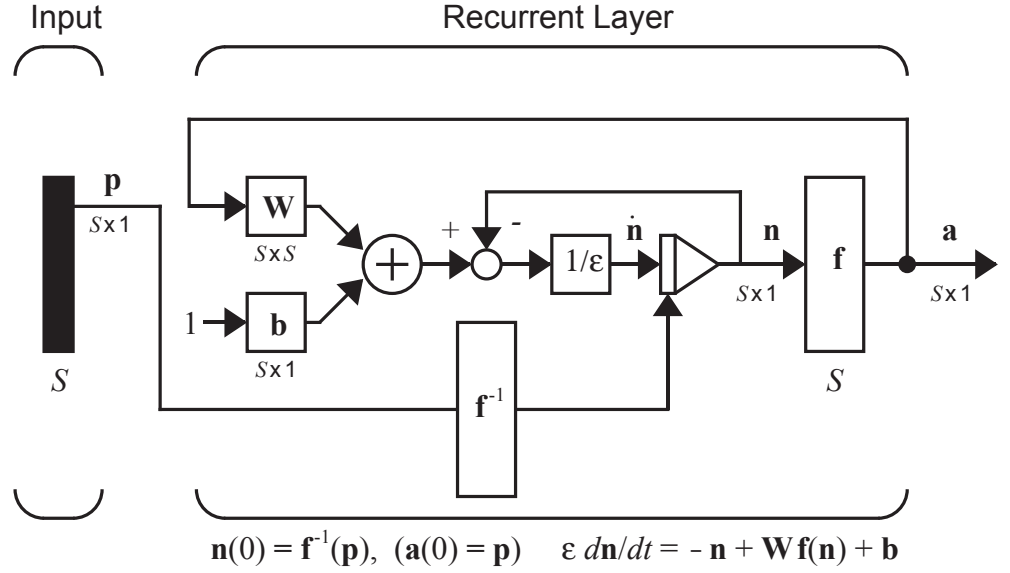 Input
Recurrent Layer
p
Sx1
W
SxS
+
-
+
1/ε
ṅ
n
Sx1
f
a
Sx1
1
b
Sx1
S
S
f⁻¹
n(0) = f⁻¹(p), (a(0) = p) ε dn/dt = - n + W f(n) + b